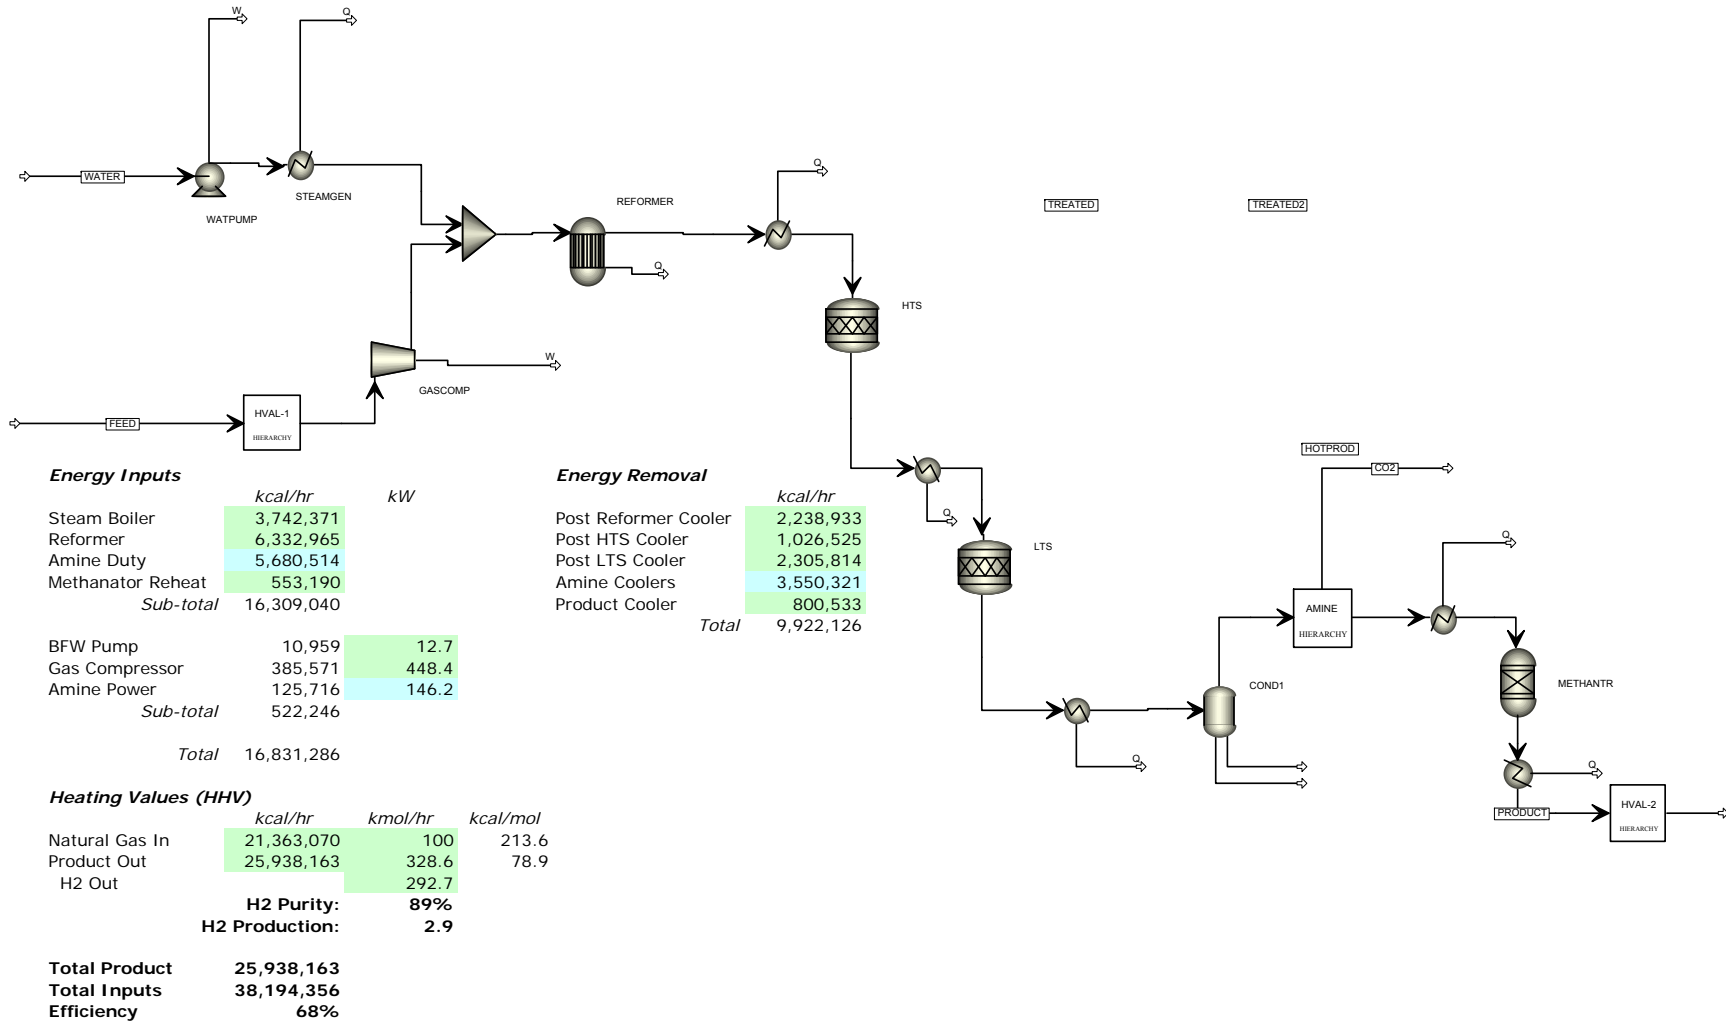 W
Q
WATER
WATPUMP
STEAMGEN
REFORMER
Q
Q
TREATED
TREATED2
HTS
W
GASCOMP
FEED
HVAL-1
HIERARCHY
Q
LTS
HOTPROD
CO2
Q
AMINE
HIERARCHY
COND1
METHANTR
Q
Q
PRODUCT
HVAL-2
HIERARCHY
Energy Inputs
kcal/hr kW
Steam Boiler 3,742,371
Reformer 6,332,965
Amine Duty 5,680,514
Methanator Reheat 553,190
Sub-total 16,309,040
BFW Pump 10,959 12.7
Gas Compressor 385,571 448.4
Amine Power 125,716 146.2
Sub-total 522,246
Total 16,831,286
Energy Removal
kcal/hr
Post Reformer Cooler 2,238,933
Post HTS Cooler 1,026,525
Post LTS Cooler 2,305,814
Amine Coolers 3,550,321
Product Cooler 800,533
Total 9,922,126
Heating Values (HHV)
kcal/hr kmol/hr kcal/mol
Natural Gas In 21,363,070 100 213.6
Product Out 25,938,163 328.6 78.9
H2 Out 292.7
H2 Purity: 89%
H2 Production: 2.9
Total Product 25,938,163
Total Inputs 38,194,356
Efficiency 68%